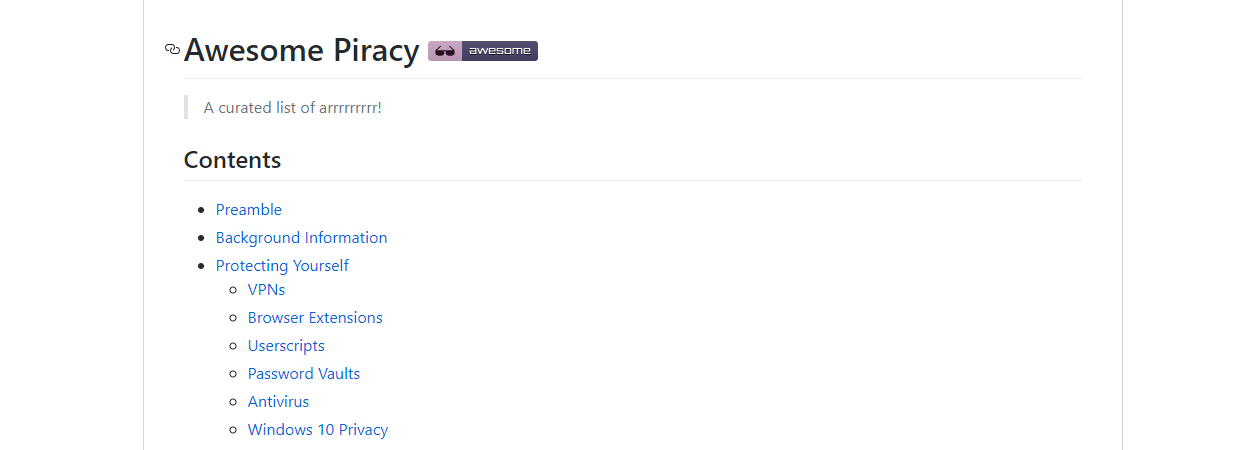 Awesome Piracy awesome
A curated list of arrrrrrrrr!
Contents
Preamble
Background Information
Protecting Yourself
VPNs
Browser Extensions
Userscripts
Password Vaults
Antivirus
Windows 10 Privacy